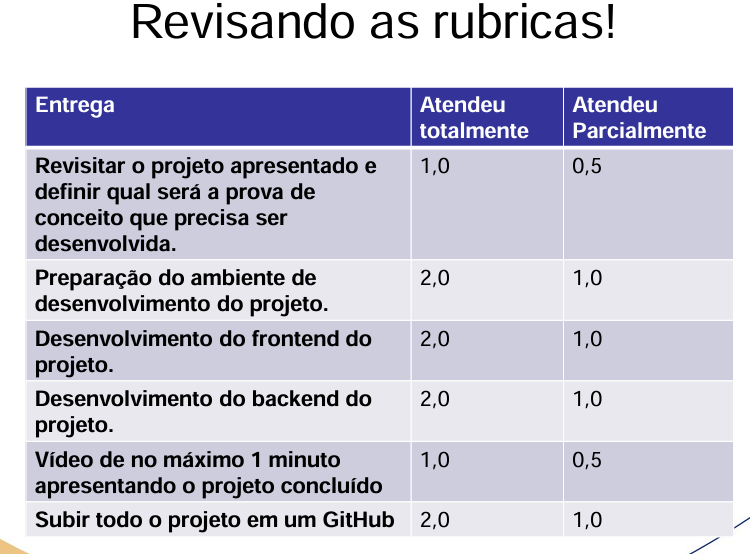 Revisando as rubricas!
Entrega
Atendeu
totalmente
Atendeu
Parcialmente
Revisitar o projeto apresentado e
definir qual será a prova de
conceito que precisa ser
desenvolvida.
1,0
0,5
Preparação do ambiente de
desenvolvimento do projeto.
2,0
1,0
Desenvolvimento do frontend do
projeto.
2,0
1,0
Desenvolvimento do backend do
projeto.
2,0
1,0
Vídeo de no máximo 1 minuto
apresentando o projeto concluído
1,0
0,5
Subir todo o projeto em um GitHub
2,0
1,0